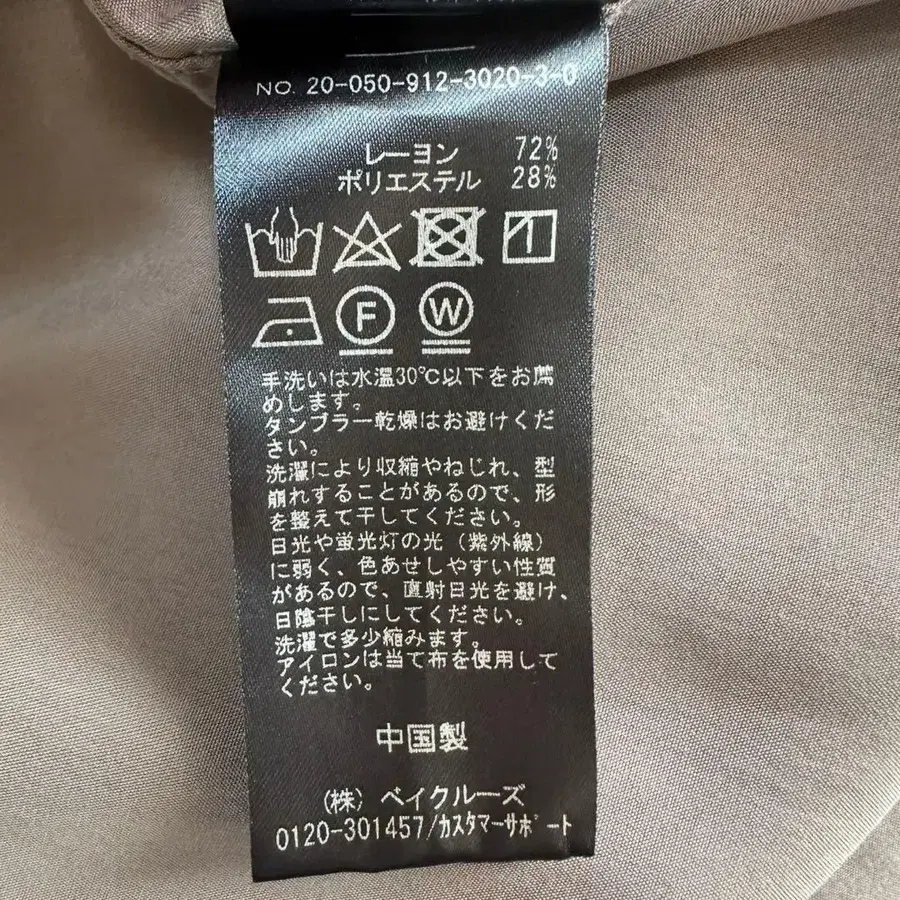 NO. 20-050-912-3020-3-0
レーヨン 72%
ポリエステル 28%
F W
手洗いは水温30℃以下をお薦
めします。
タンブラー乾燥はお避けくだ
さい。
洗濯により収縮やねじれ、型
崩れすることがあるので、形
を整えて干してください。
日光や蛍光灯の光(紫外線)
に弱く、色あせしやすい性質
があるので、直射日光を避け、
日陰干しにしてください。
洗濯で多少縮みます。
アイロンは当て布を使用して
ください。
中国製
(株) ベイクルーズ
0120-301457/カスタマーサポート